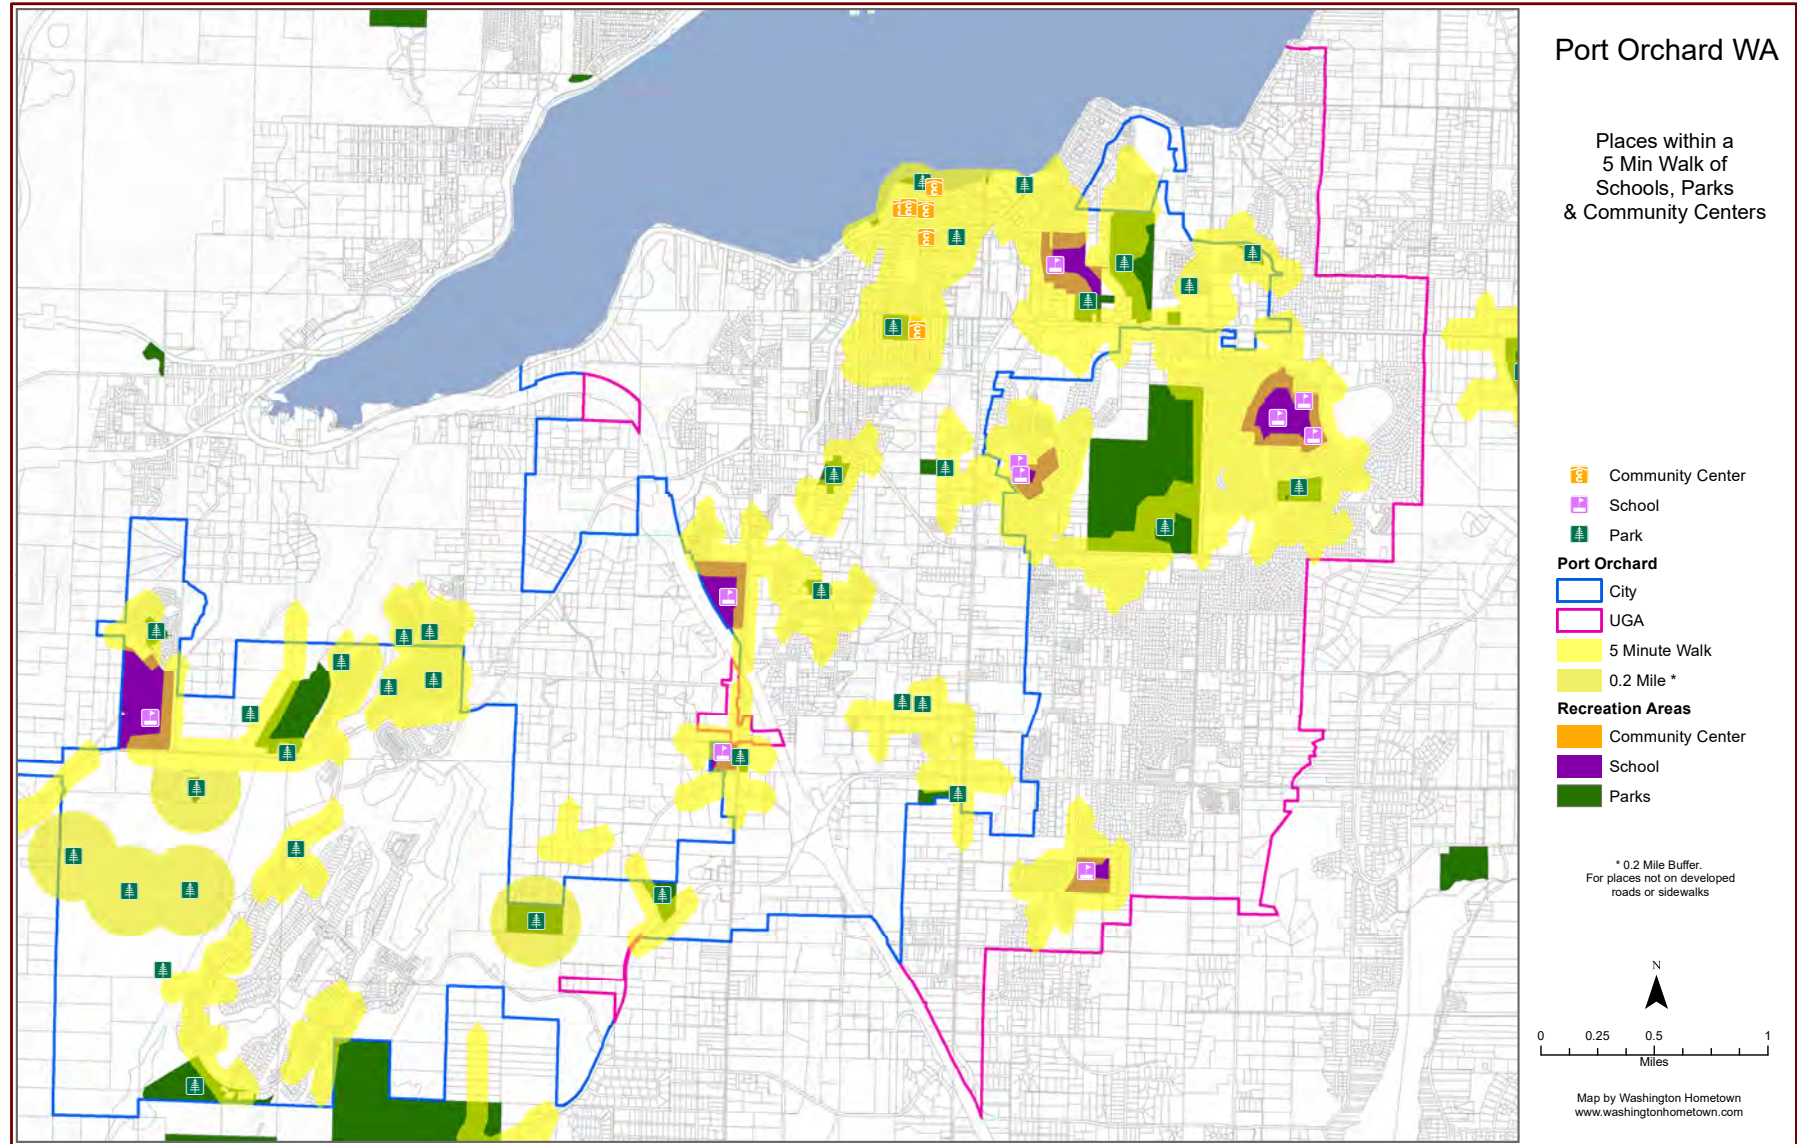 Port Orchard WA
Places within a
5 Min Walk of
Schools, Parks
& Community Centers
Community Center
School
Park
Port Orchard
City
UGA
5 Minute Walk
0.2 Mile *
Recreation Areas
Community Center
School
Parks
* 0.2 Mile Buffer.
For places not on developed
roads or sidewalks
N
0 0.25 0.5 1
Miles
Map by Washington Hometown
www.washingtonhometown.com